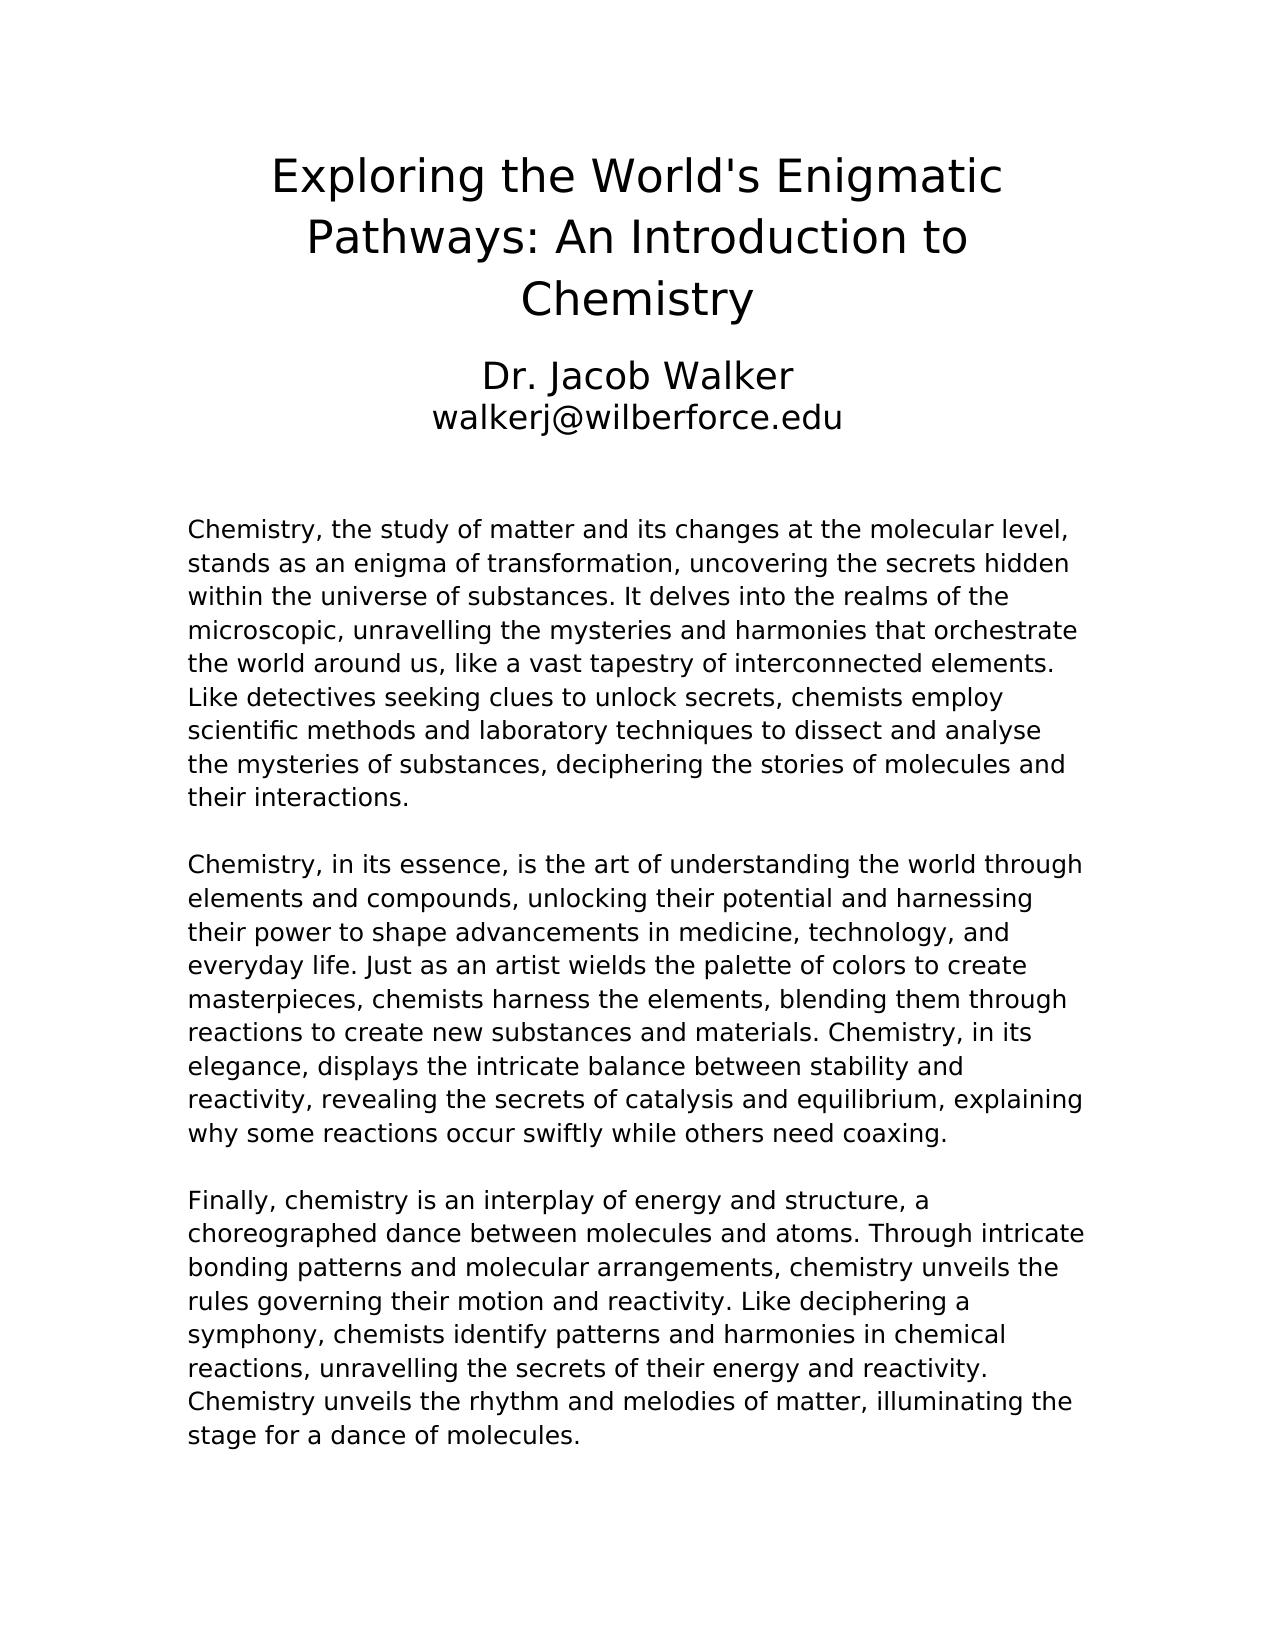 Exploring the World's Enigmatic
Pathways: An Introduction to
Chemistry
Dr. Jacob Walker
walkerj@wilberforce.edu
Chemistry, the study of matter and its changes at the molecular level,
stands as an enigma of transformation, uncovering the secrets hidden
within the universe of substances. It delves into the realms of the
microscopic, unravelling the mysteries and harmonies that orchestrate
the world around us, like a vast tapestry of interconnected elements.
Like detectives seeking clues to unlock secrets, chemists employ
scientific methods and laboratory techniques to dissect and analyse
the mysteries of substances, deciphering the stories of molecules and
their interactions.
Chemistry, in its essence, is the art of understanding the world through
elements and compounds, unlocking their potential and harnessing
their power to shape advancements in medicine, technology, and
everyday life. Just as an artist wields the palette of colors to create
masterpieces, chemists harness the elements, blending them through
reactions to create new substances and materials. Chemistry, in its
elegance, displays the intricate balance between stability and
reactivity, revealing the secrets of catalysis and equilibrium, explaining
why some reactions occur swiftly while others need coaxing.
Finally, chemistry is an interplay of energy and structure, a
choreographed dance between molecules and atoms. Through intricate
bonding patterns and molecular arrangements, chemistry unveils the
rules governing their motion and reactivity. Like deciphering a
symphony, chemists identify patterns and harmonies in chemical
reactions, unravelling the secrets of their energy and reactivity.
Chemistry unveils the rhythm and melodies of matter, illuminating the
stage for a dance of molecules.